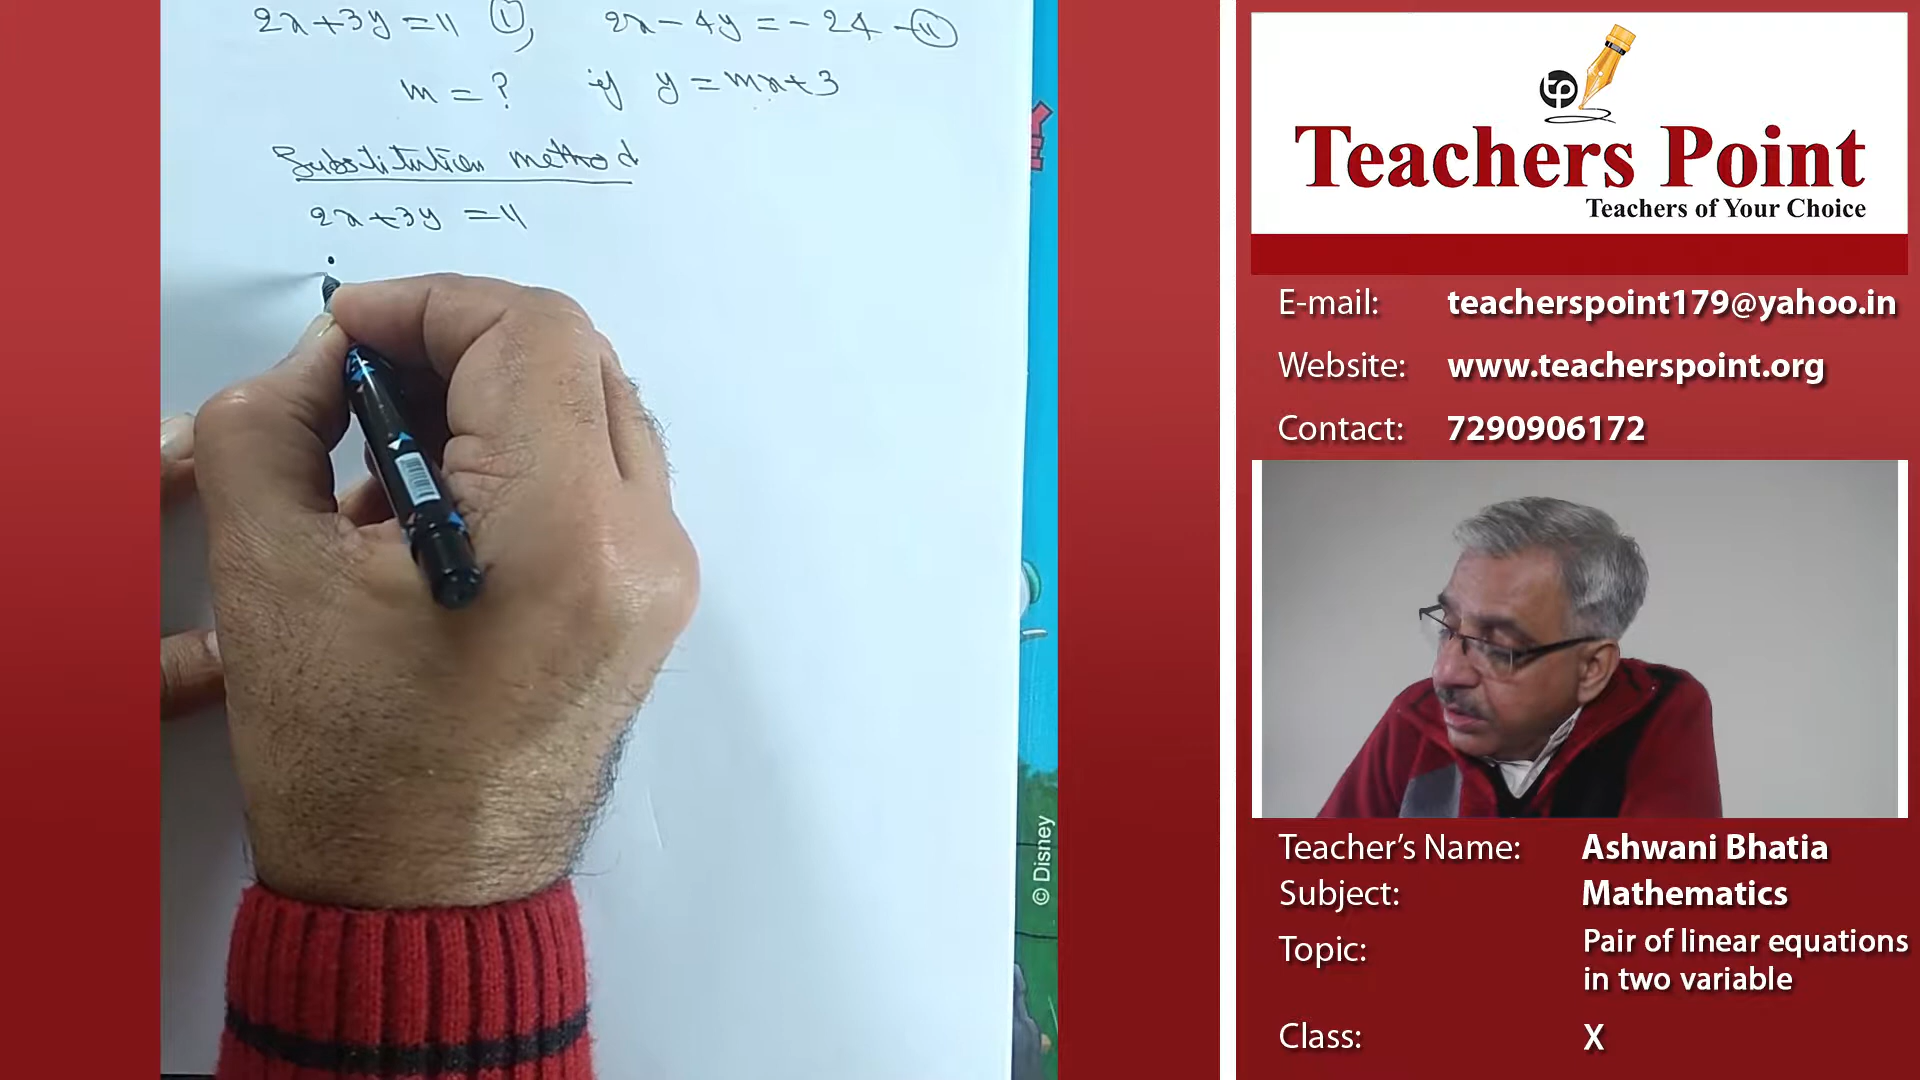 2x+3y=11 (I), 2x-4y=-24 -(II)
m=? if y=mx+3
Substitution method
2x+3y=11
tp
Teachers Point
Teachers of Your Choice
E-mail: teacherspoint179@yahoo.in
Website: www.teacherspoint.org
Contact: 7290906172
© Disney
Teacher's Name: Ashwani Bhatia
Subject: Mathematics
Topic: Pair of linear equations
in two variable
Class: X